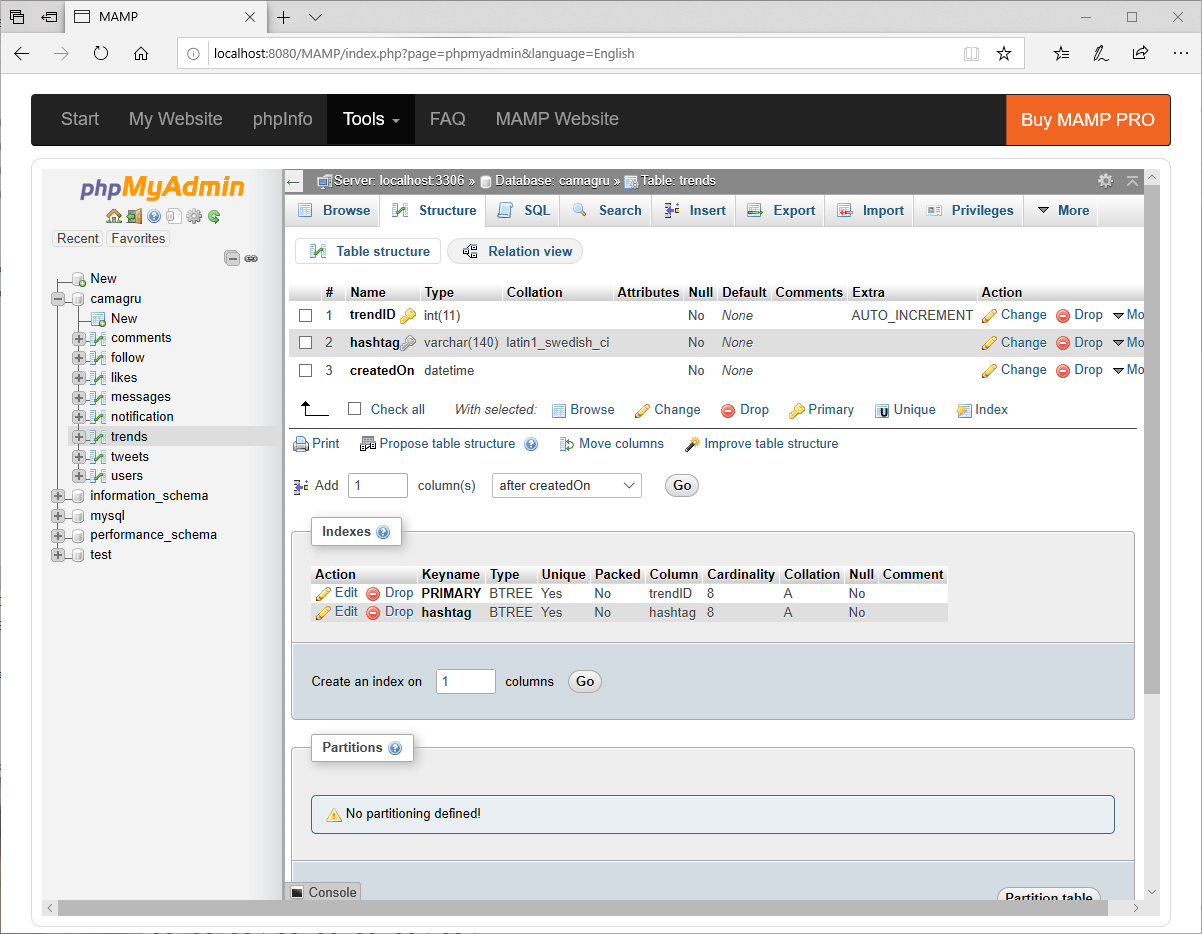 MAMP
localhost:8080/MAMP/index.php?page=phpmyadmin&language=English
Start My Website phpInfo Tools FAQ MAMP Website Buy MAMP PRO
phpMyAdmin
Recent Favorites
New
camagru
New
comments
follow
likes
messages
notification
trends
tweets
users
information_schema
mysql
performance_schema
test
Server: localhost:3306 » Database: camagru » Table: trends
Browse Structure SQL Search Insert Export Import Privileges More
Table structure Relation view
# Name Type Collation Attributes Null Default Comments Extra Action
1 trendID int(11) No None AUTO_INCREMENT Change Drop Mo
2 hashtag varchar(140) latin1_swedish_ci No None Change Drop Mo
3 createdOn datetime No None Change Drop Mo
Check all With selected: Browse Change Drop Primary Unique Index
Print Propose table structure Move columns Improve table structure
Add 1 column(s) after createdOn Go
Indexes
Action Keyname Type Unique Packed Column Cardinality Collation Null Comment
Edit Drop PRIMARY BTREE Yes No trendID 8 A No
Edit Drop hashtag BTREE Yes No hashtag 8 A No
Create an index on 1 columns Go
Partitions
No partitioning defined!
Console
Partition table